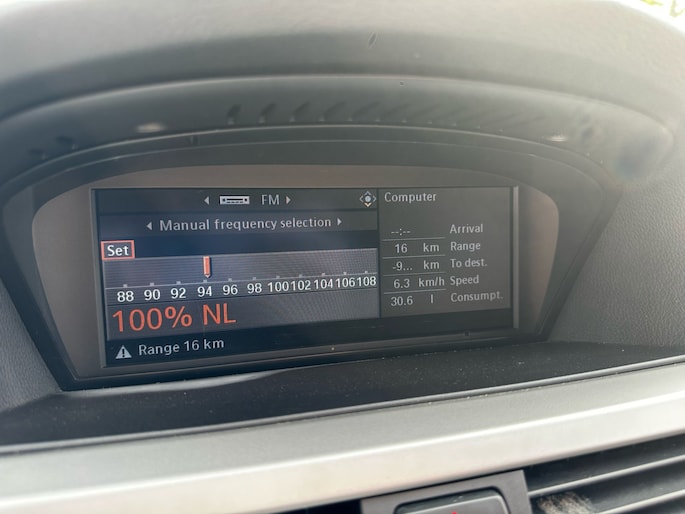 FM
Manual frequency selection
Set
88 90 92 94 96 98 100 102 104 106 108
100% NL
Range 16 km
Computer
--:-- Arrival
16 km Range
-9... km To dest.
6.3 km/h Speed
30.6 l Consumpt.